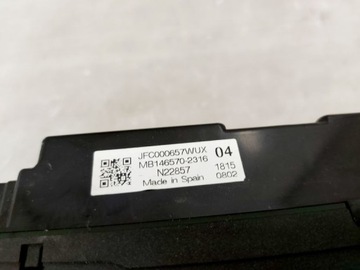 JFC000657WUX 04
MB146570-2316
N22857 1815
Made in Spain 0802